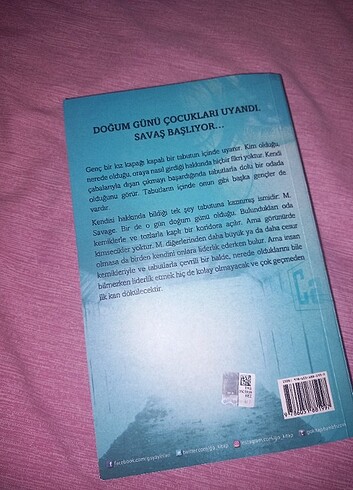 DOĞUM GÜNÜ ÇOCUKLARI UYANDI.
SAVAŞ BAŞLIYOR...
Genç bir kız kapağı kapalı bir tabutun içinde uyanır. Kim olduğu,
nerede olduğu, oraya nasıl girdiği hakkında hiçbir fikri yoktur. Kendi
çabalarıyla dışarı çıkmayı başardığında tabutlarla dolu bir odada
olduğunu görür. Tabutların içinde onun gibi başka gençler de
vardır.
Kendisi hakkında bildiği tek şey tabutuna kazınmış ismidir: M.
Savage. Bir de o gün doğum günü olduğu. Bulundukları oda
kemiklerle ve tozlarla kaplı bir koridora açılır. Ama görünürde
kimsecikler yoktur. M. diğerlerinden daha büyük ya da daha cesur
olmasa da birden kendini onlara liderlik ederken bulur. Ama insan
kemikleriyle ve tabutlarla çevrili bir halde, nerede olduklarını bile
bilmezken liderlik etmek hiç de kolay olmayacak ve çok geçmeden
ilk kan dökülecektir.